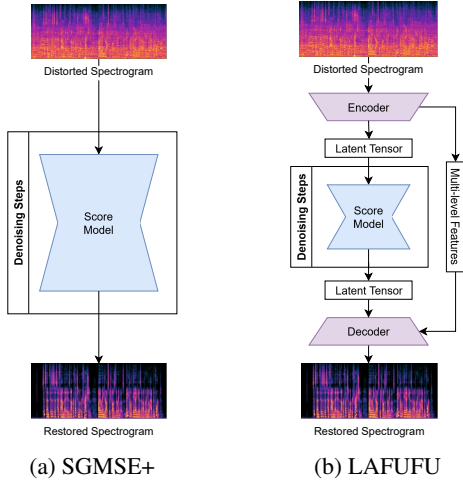 Distorted Spectrogram
Denoising Steps
Score
Model
Restored Spectrogram
(a) SGMSE+
Distorted Spectrogram
Encoder
Latent Tensor
Denoising Steps
Score
Model
Multi-level Features
Latent Tensor
Decoder
Restored Spectrogram
(b) LAFUFU